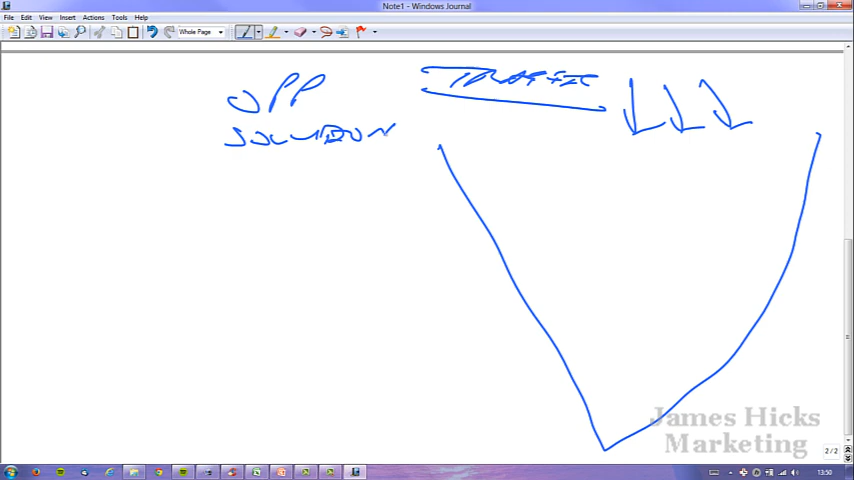 Note1 - Windows Journal
File Edit View Insert Actions Tools Help
Whole Page
OPP
TRAFFIC
SOLUTION
James Hicks
Marketing
2/2
13:50